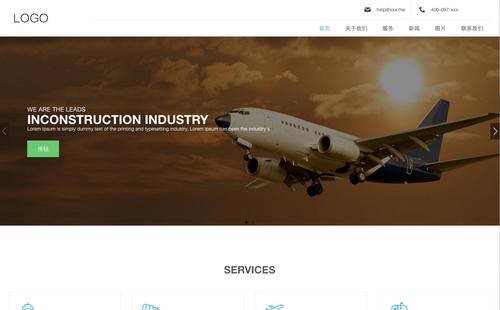 LOGO
help@xxx.me
400-097-xxx
首页 关于我们 服务 新闻 图片 联系我们
WE ARE THE LEADS
INCONSTRUCTION INDUSTRY
Lorem Ipsum is simply dummy text of the printing and typesetting industry. Lorem Ipsum has been the industry's
按钮
SERVICES